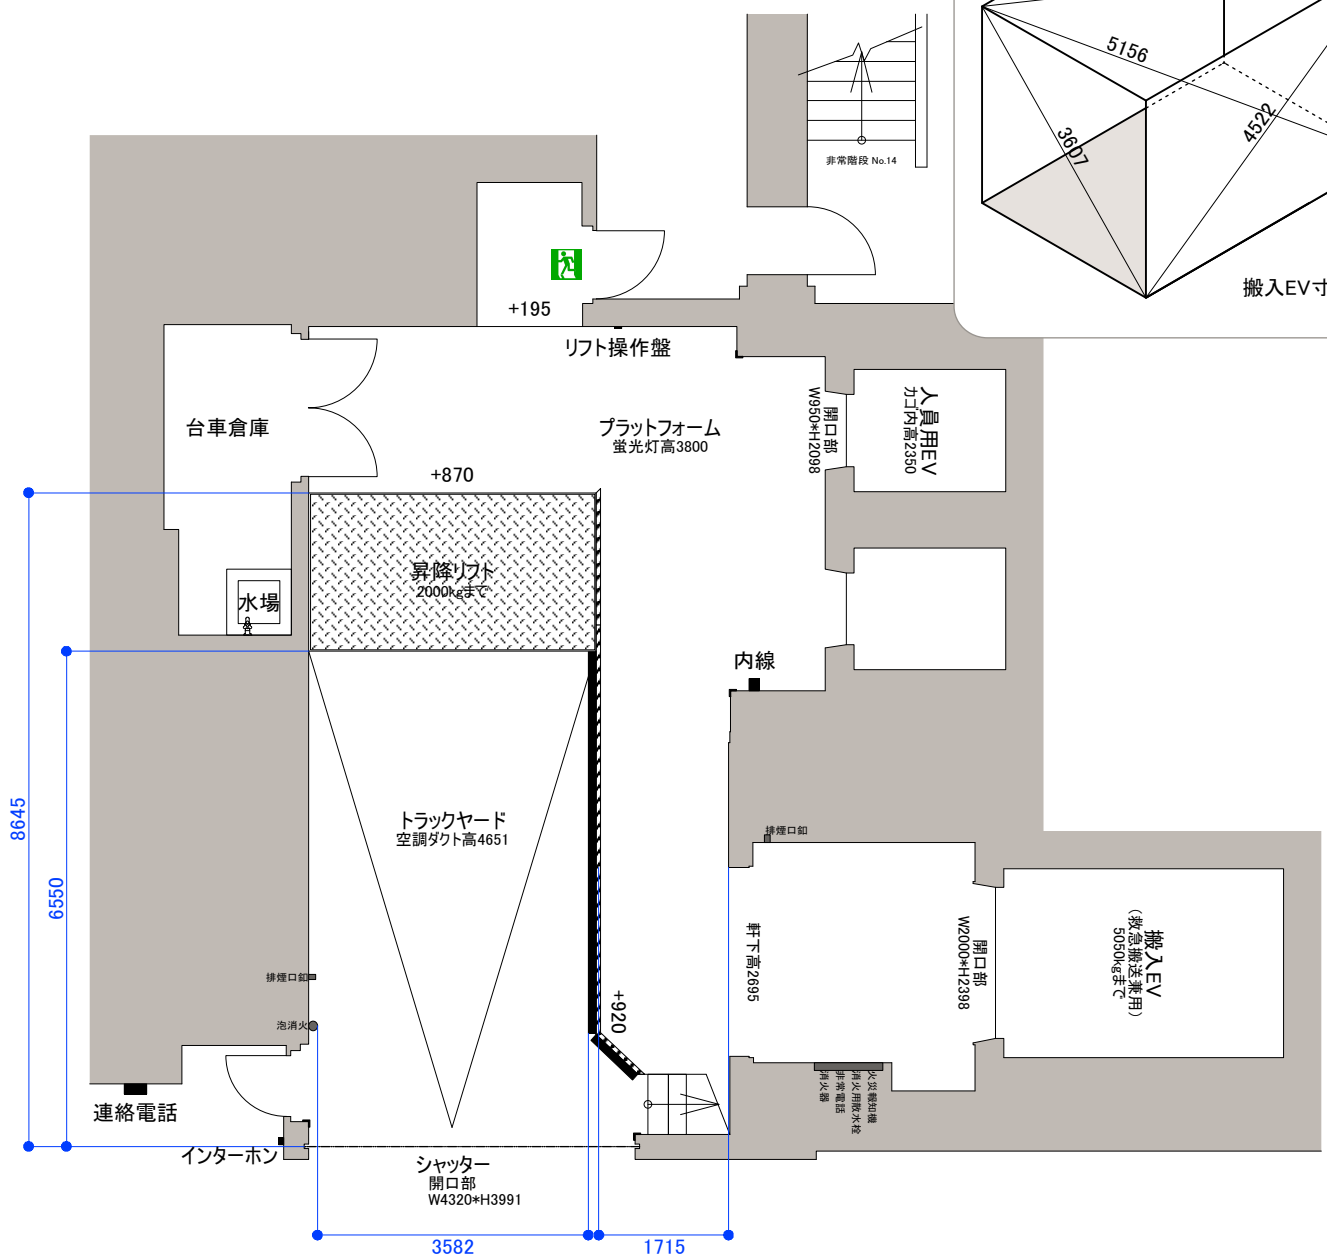 5156
3607
4522
搬入EV寸
非常階段 No.14
+195
リフト操作盤
台車倉庫
プラットフォーム
蛍光灯高3800
開口部
W950*H2098
人員用EV
カゴ内高2350
+870
昇降リフト
2000kgまで
水場
内線
8645
6550
トラックヤード
空調ダクト高4651
排煙口釦
軒下高2695
開口部
W2000*H2398
搬入EV
(救急搬送兼用)
5050kgまで
排煙口釦
泡消火
+920
火災報知機
消火用散水栓
非常電話
消火器
連絡電話
インターホン
シャッター
開口部
W4320*H3991
3582
1715